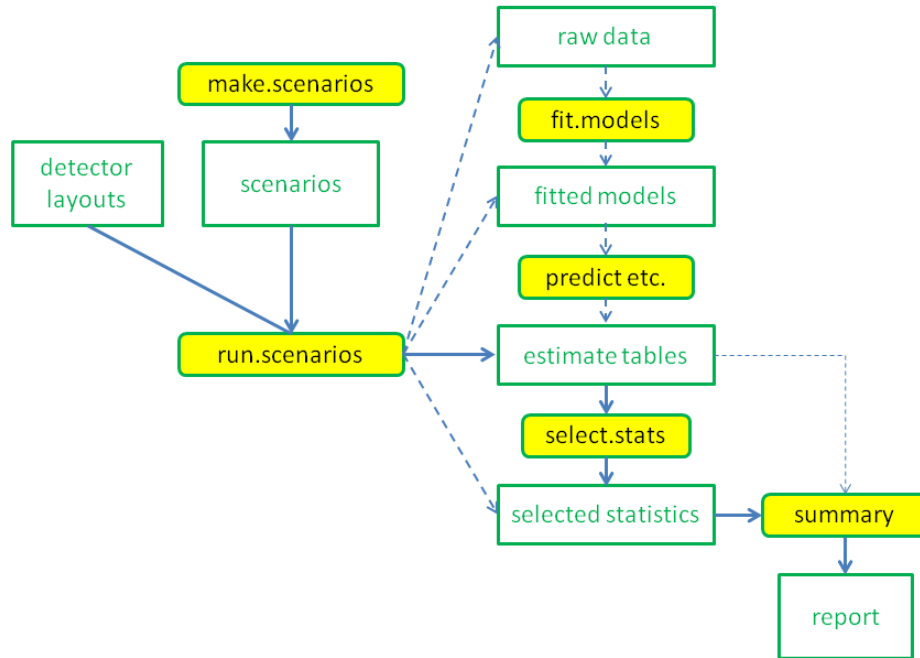 raw data
make.scenarios
fit.models
detector
layouts
scenarios
fitted models
predict etc.
run.scenarios
estimate tables
select.stats
selected statistics
summary
report